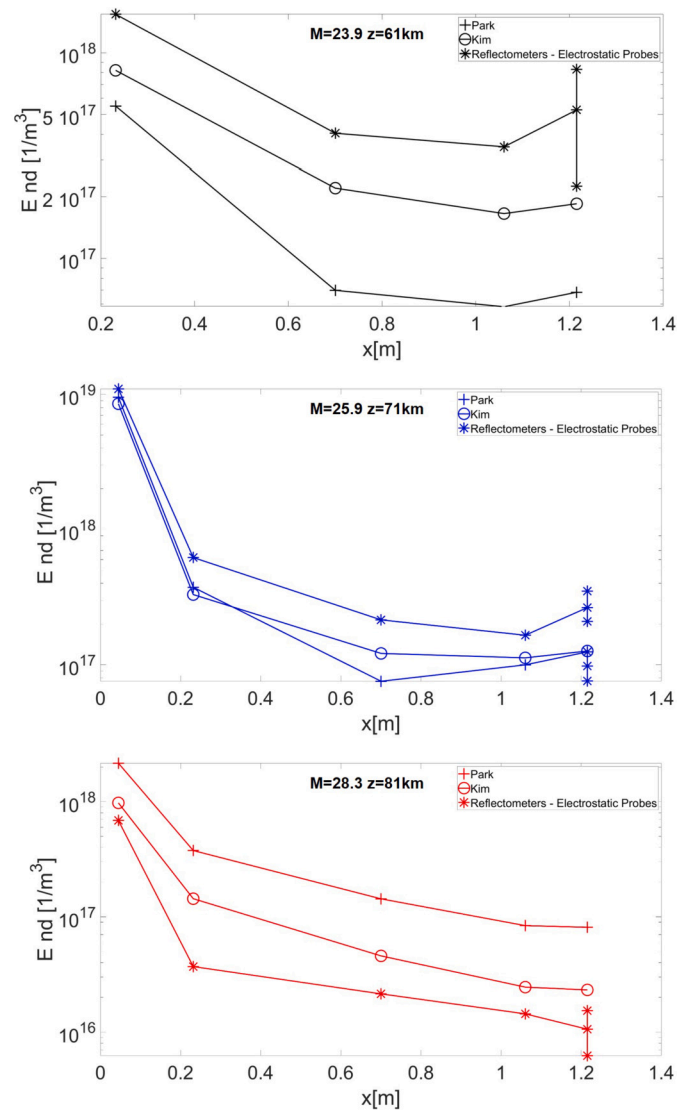 M=23.9 z=61km
Park
Kim
Reflectometers - Electrostatic Probes
10^18
5 10^17
2 10^17
10^17
E nd [1/m^3]
0.2 0.4 0.6 0.8 1 1.2 1.4
x[m]
M=25.9 z=71km
Park
Kim
Reflectometers - Electrostatic Probes
10^19
10^18
10^17
E nd [1/m^3]
0 0.2 0.4 0.6 0.8 1 1.2 1.4
x[m]
M=28.3 z=81km
Park
Kim
Reflectometers - Electrostatic Probes
10^18
10^17
10^16
E nd [1/m^3]
0 0.2 0.4 0.6 0.8 1 1.2 1.4
x[m]